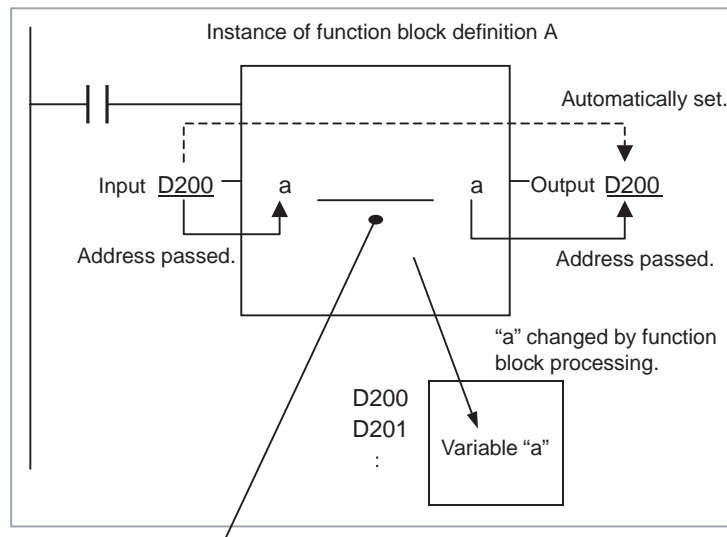 Instance of function block definition A
Automatically set.
Input D200 a a Output D200
Address passed. Address passed.
“a” changed by function
block processing.
D200
D201
:
Variable “a”